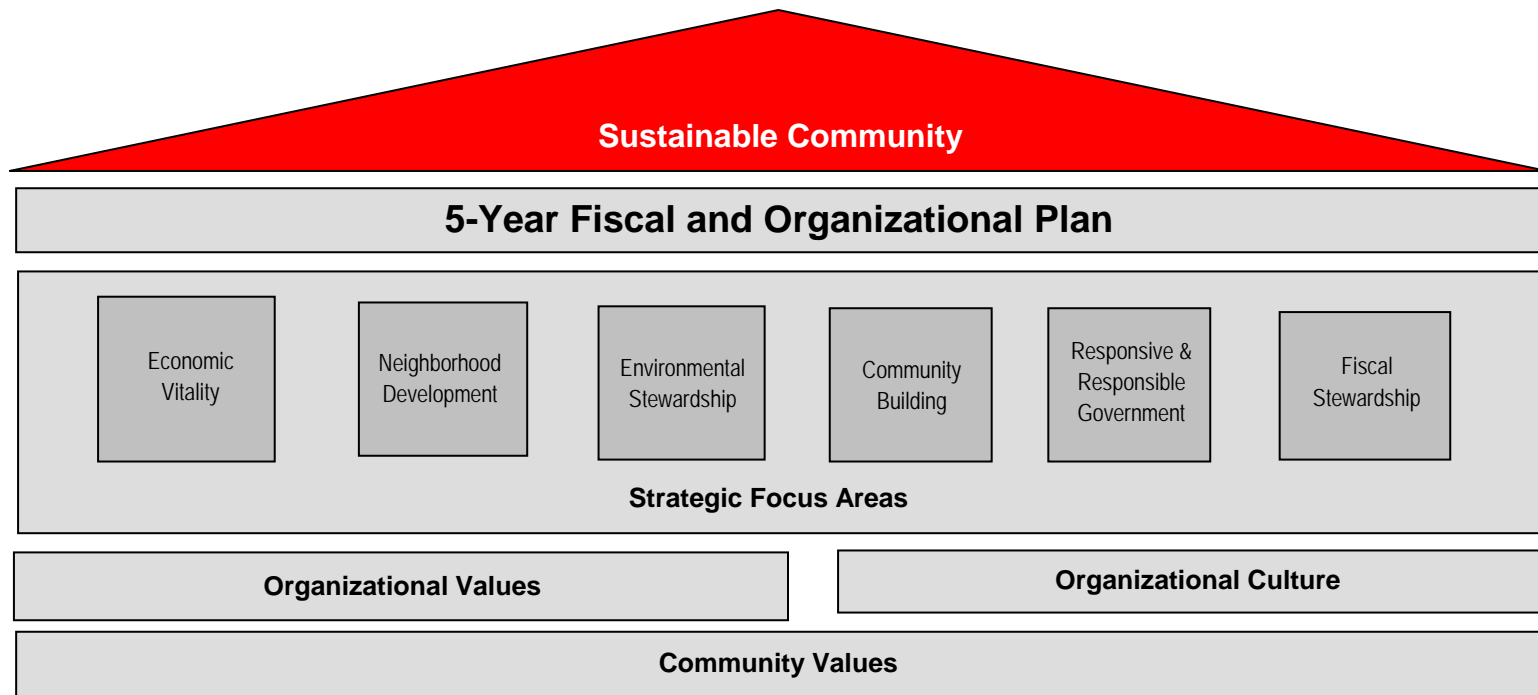 Sustainable Community
5-Year Fiscal and Organizational Plan
Economic
Vitality
Neighborhood
Development
Environmental
Stewardship
Community
Building
Responsive &
Responsible
Government
Fiscal
Stewardship
Strategic Focus Areas
Organizational Values
Organizational Culture
Community Values